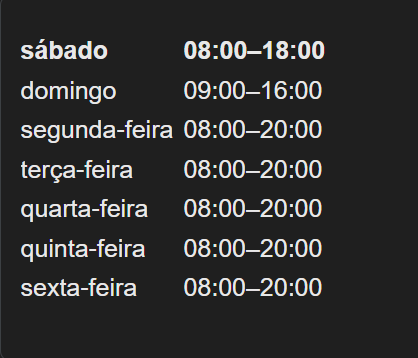 sábado 08:00–18:00
domingo 09:00–16:00
segunda-feira 08:00–20:00
terça-feira 08:00–20:00
quarta-feira 08:00–20:00
quinta-feira 08:00–20:00
sexta-feira 08:00–20:00